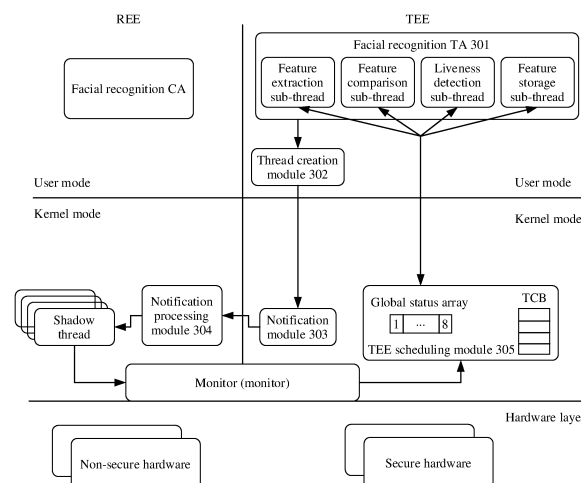 REE
TEE
Facial recognition CA
Facial recognition TA 301
Feature
extraction
sub-thread
Feature
comparison
sub-thread
Liveness
detection
sub-thread
Feature
storage
sub-thread
Thread creation
module 302
User mode
User mode
Kernel mode
Kernel mode
Shadow
thread
Notification
processing
module 304
Notification
module 303
Global status array
TCB
1 ... 8
TEE scheduling module 305
Monitor (monitor)
Hardware layer
Non-secure hardware
Secure hardware